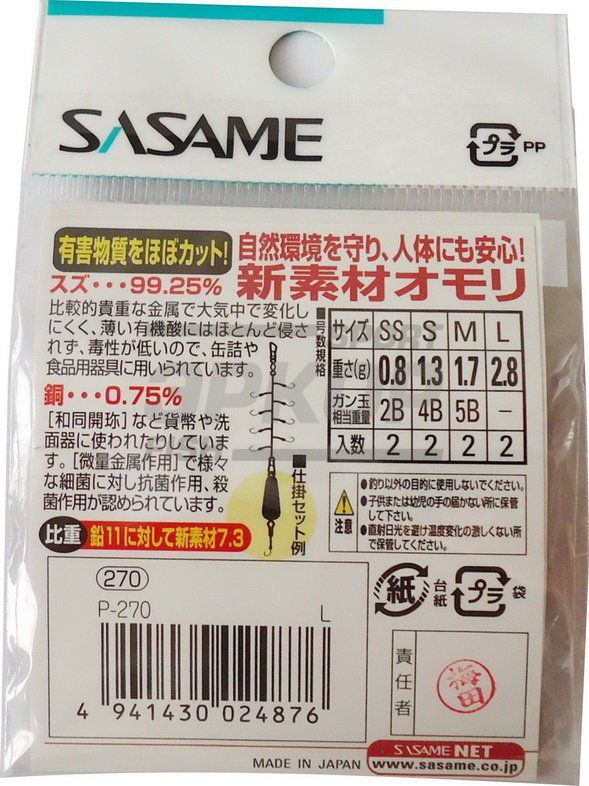 SASAME
プラ PP
有害物質をほぼカット!
自然環境を守り、人体にも安心!
新素材オモリ
スズ・・・99.25%
比較的貴重な金属で大気中で変化し
にくく、薄い有機酸にはほとんど侵さ
れず、毒性が低いので、缶詰や
食品用器具に用いられています。
銅・・・0.75%
[和同開珎]など貨幣や洗
面器に使われたりしていま
す。[微量金属作用]で様々
な細菌に対し抗菌作用、殺
菌作用が認められています。
比重 鉛11に対して新素材7.3
■仕掛セット例
■号数規格
サイズ SS S M L
重さ(g) 0.8 1.3 1.7 2.8
ガン玉相当重量 2B 4B 5B -
入数 2 2 2 2
注意
●釣り以外の目的に使用しないでください。
●子供または幼児の手の届かない所に保管
して下さい。
●直射日光を避け温度変化の激しくない所
で保管してください。
紙 台紙 プラ 袋
270
P-270 L
4 941430 024876
責任者
MADE IN JAPAN
SASAME NET
www.sasame.co.jp